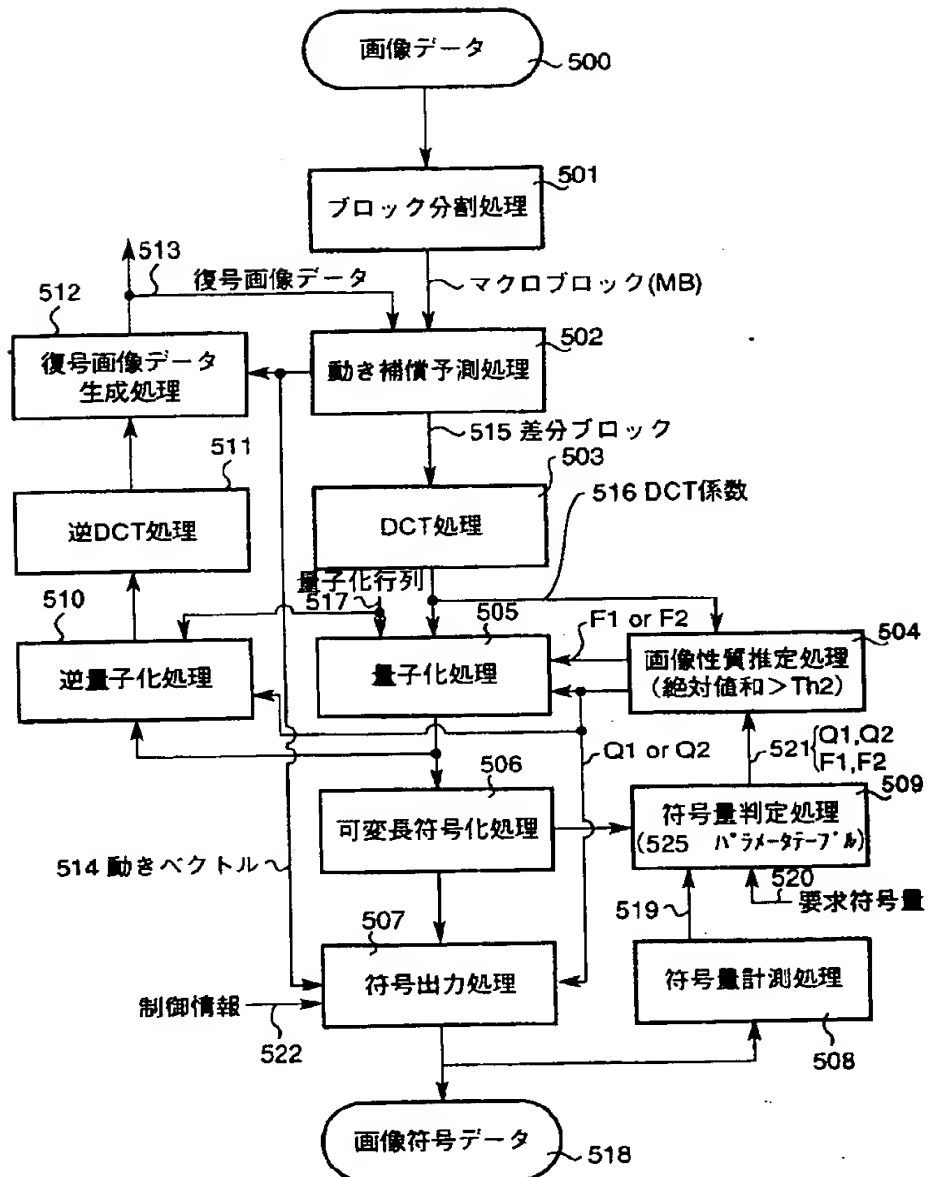 画像データ
500
501
ブロック分割処理
513
復号画像データ
マクロブロック(MB)
512
502
復号画像データ
生成処理
動き補償予測処理
515 差分ブロック
511
503
516 DCT係数
逆DCT処理
DCT処理
量子化行列
517
510
505
F1 or F2
504
逆量子化処理
量子化処理
画像性質推定処理
(絶対値和>Th2)
Q1 or Q2
521
Q1,Q2
F1,F2
506
509
可変長符号化処理
符号量判定処理
(525 パラメータテーブル)
514 動きベクトル
520
要求符号量
519
507
符号出力処理
符号量計測処理
制御情報
522
508
画像符号データ
518